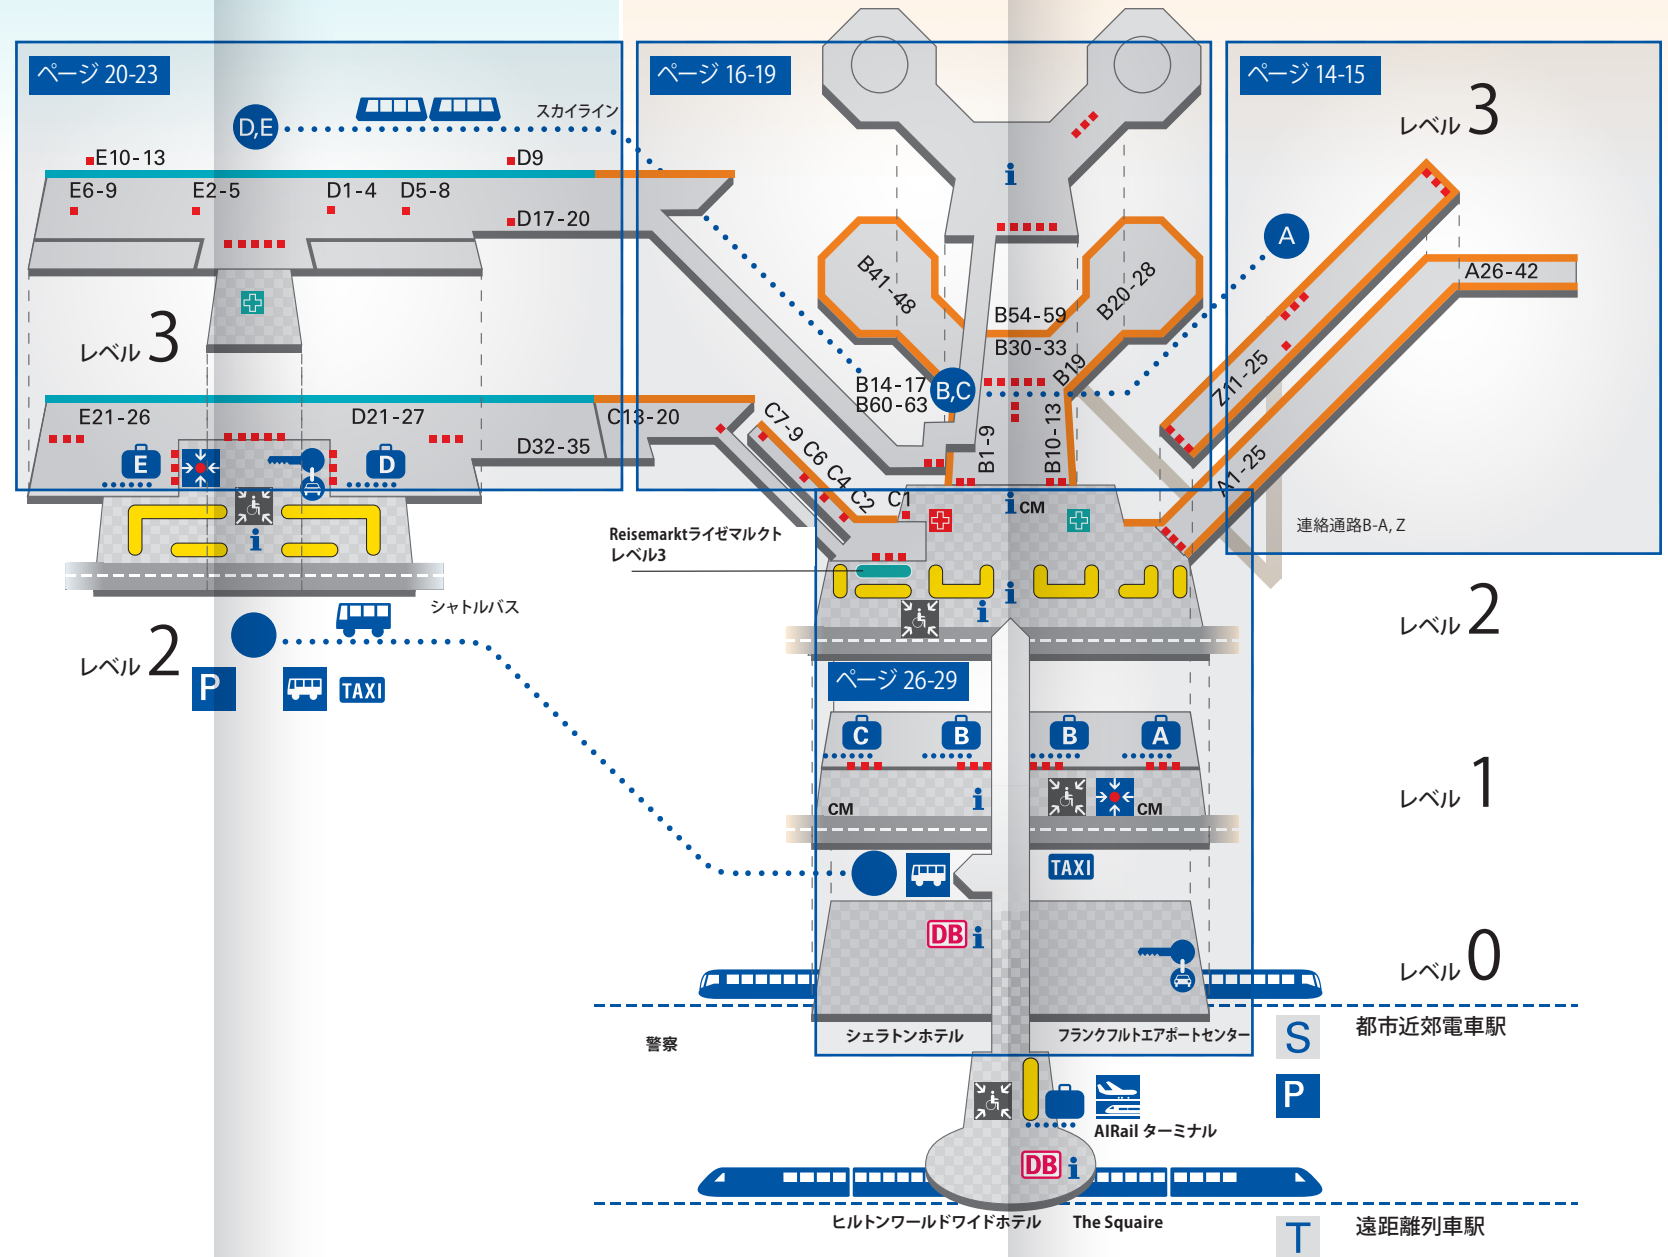 ページ 20-23
ページ 16-19
ページ 14-15
D,E
スカイライン
レベル 3
E10-13
D9
E6-9
E2-5
D1-4
D5-8
D17-20
A
B41-48
B20-28
A26-42
B54-59
B30-33
レベル 3
B19
B14-17
B60-63
B,C
Z11-25
E21-26
D21-27
C13-20
D32-35
C7-9
C6
C4
C2
C1
B1-9
B10-13
A1-25
E
D
i
i
CM
連絡通路B-A, Z
Reisemarktライゼマルクト
レベル3
i
i
i
シャトルバス
レベル 2
レベル 2
P
TAXI
ページ 26-29
C
B
B
A
レベル 1
CM
i
CM
TAXI
DB
i
レベル 0
シェラトンホテル
フランクフルトエアポートセンター
警察
S
都市近郊電車駅
P
AIRail ターミナル
DB
i
ヒルトンワールドワイドホテル
The Squaire
T
遠距離列車駅